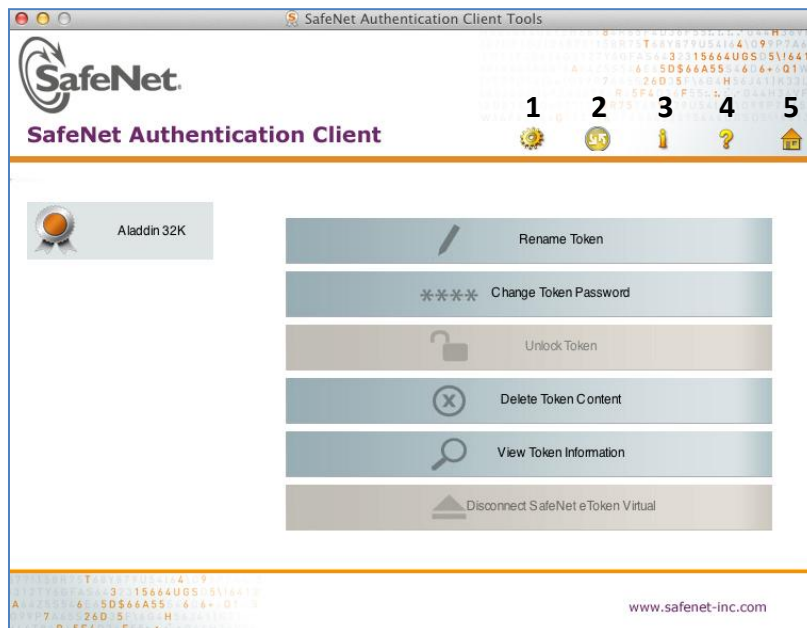 SafeNet Authentication Client Tools
SafeNet.
SafeNet Authentication Client
1 2 3 4 5
Aladdin 32K
Rename Token
**** Change Token Password
Unlock Token
Delete Token Content
View Token Information
Disconnect SafeNet eToken Virtual
www.safenet-inc.com